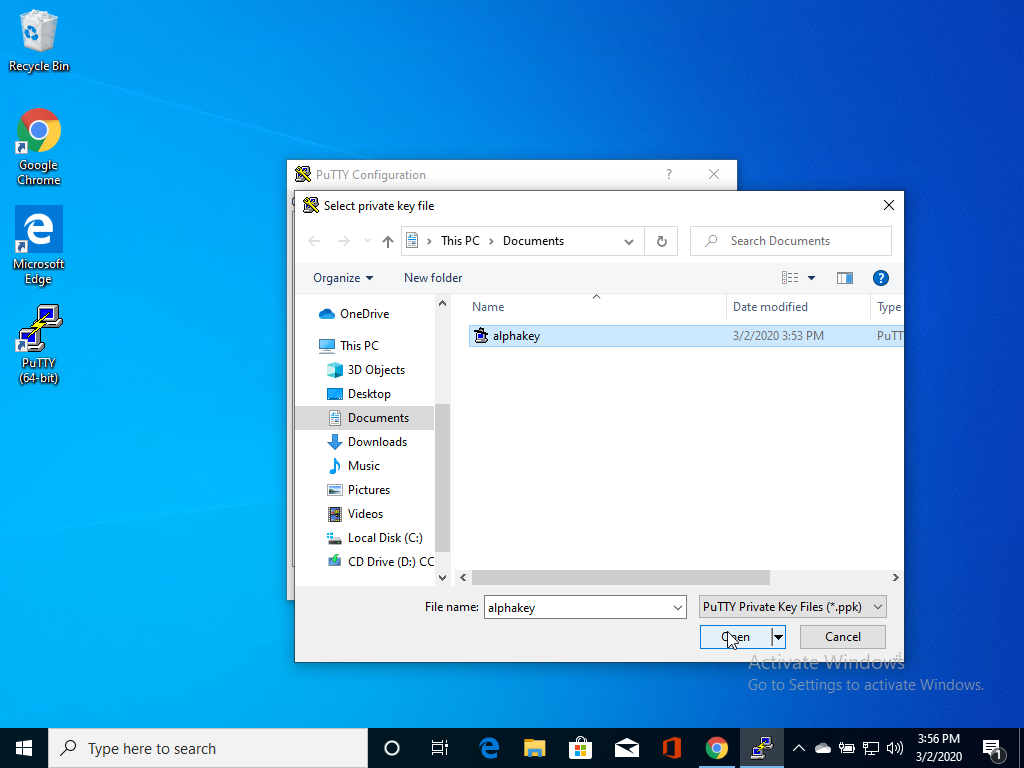 Recycle Bin
Google
Chrome
Microsoft
Edge
PuTTY
(64-bit)
PuTTY Configuration
?
Select private key file
This PC
Documents
Search Documents
Organize
New folder
?
Name
Date modified
Type
OneDrive
This PC
3D Objects
Desktop
Documents
Downloads
Music
Pictures
Videos
Local Disk (C:)
CD Drive (D:) CC
alphakey
3/2/2020 3:53 PM
PuTT
File name:
alphakey
PuTTY Private Key Files (*.ppk)
Open
Cancel
Activate Windows
Go to Settings to activate Windows.
Type here to search
3:56 PM
3/2/2020
1